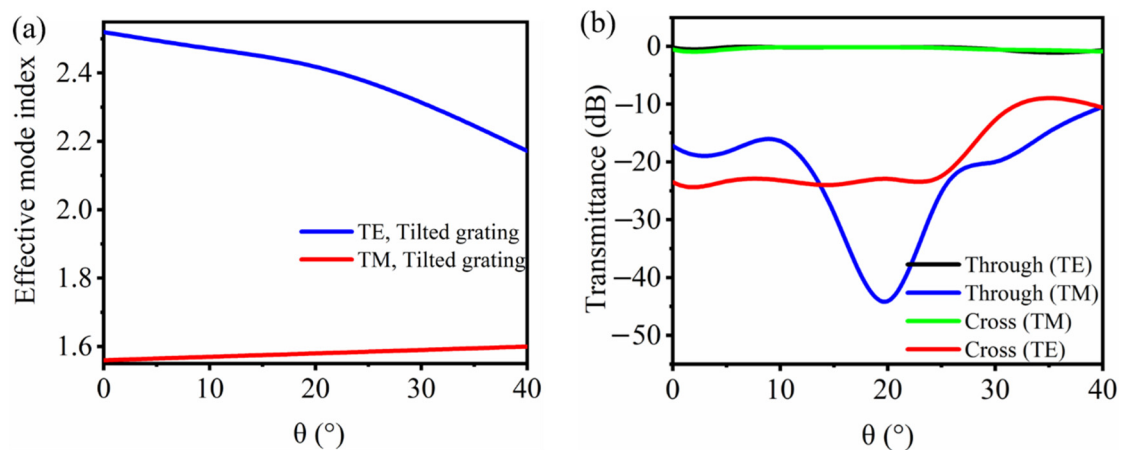 (a)
Effective mode index
2.4
2.2
2.0
1.8
1.6
TE, Tilted grating
TM, Tilted grating
0
10
20
30
40
θ (°)
(b)
Transmittance (dB)
0
−10
−20
−30
−40
−50
Through (TE)
Through (TM)
Cross (TM)
Cross (TE)
0
10
20
30
40
θ (°)